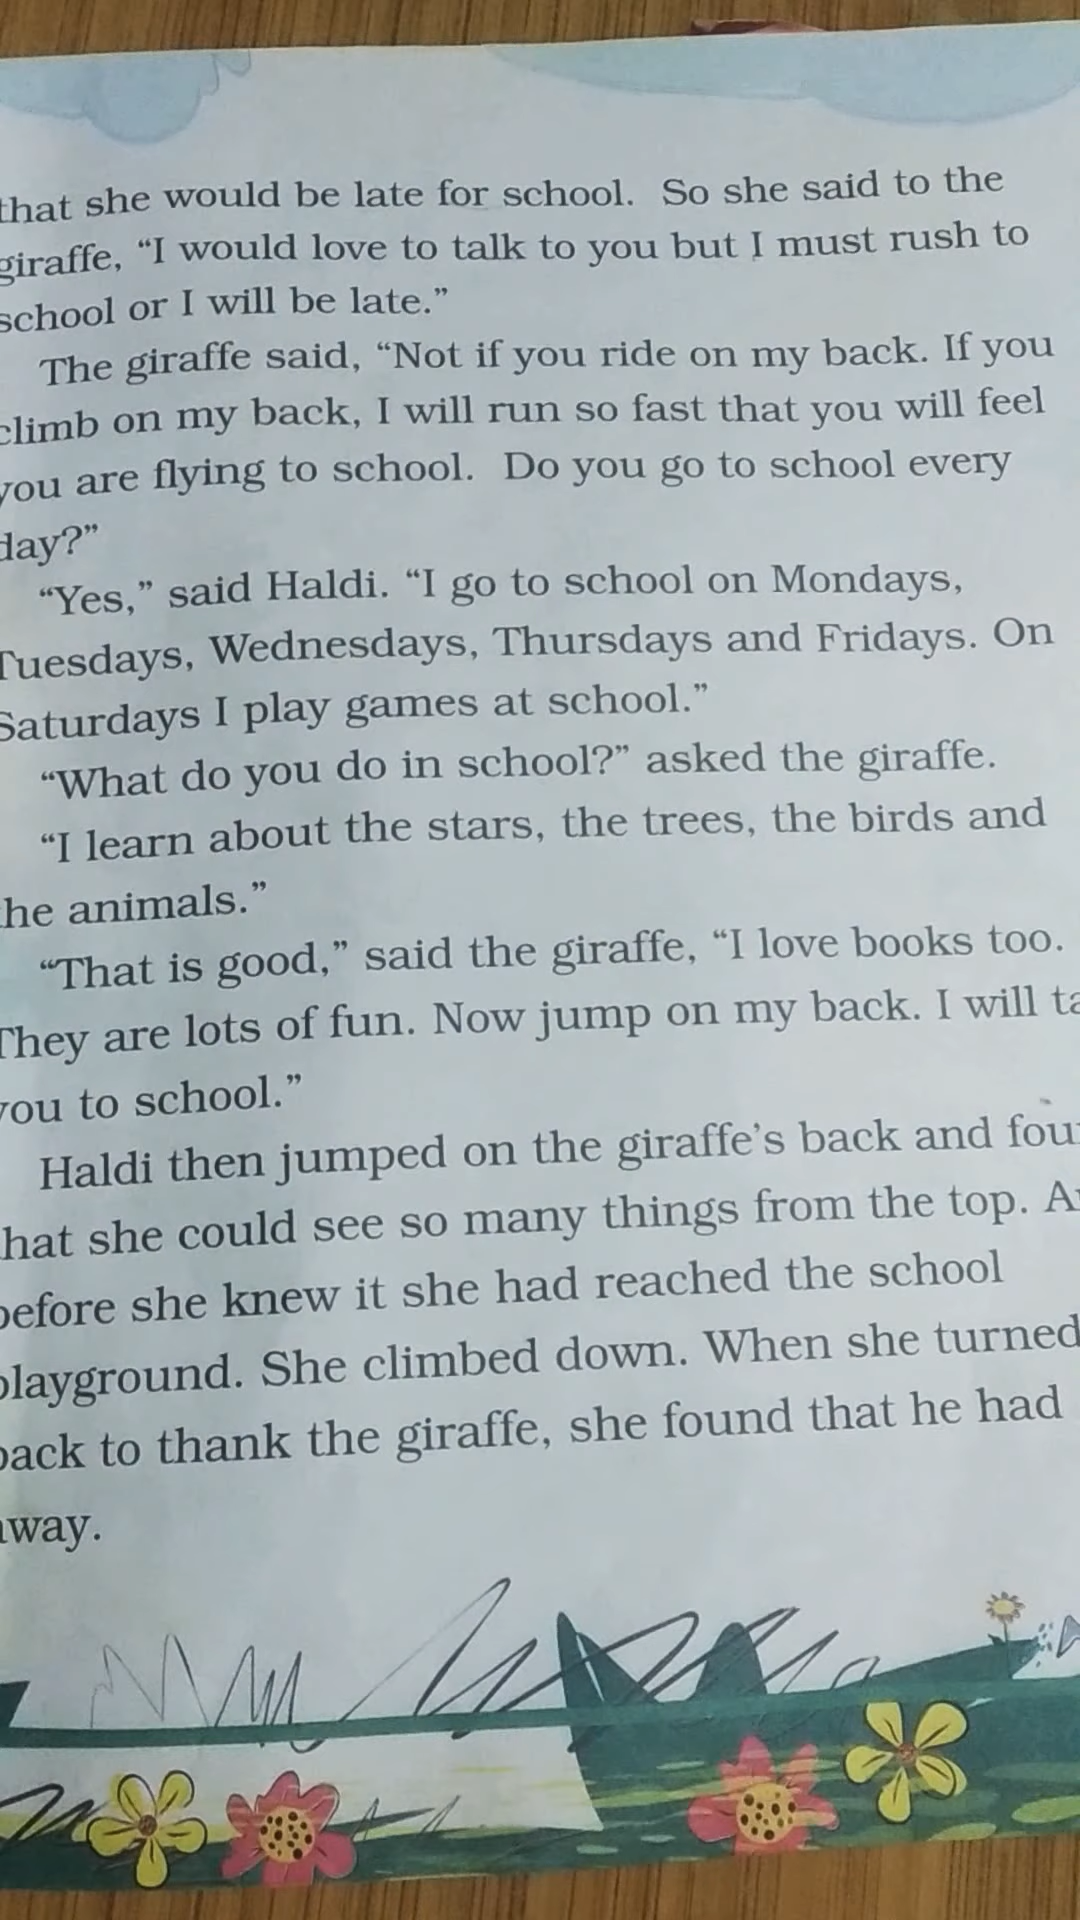 that she would be late for school. So she said to the
giraffe, “I would love to talk to you but I must rush to
school or I will be late.”
The giraffe said, “Not if you ride on my back. If you
climb on my back, I will run so fast that you will feel
you are flying to school. Do you go to school every
day?”
“Yes,” said Haldi. “I go to school on Mondays,
Tuesdays, Wednesdays, Thursdays and Fridays. On
Saturdays I play games at school.”
“What do you do in school?” asked the giraffe.
“I learn about the stars, the trees, the birds and
the animals.”
“That is good,” said the giraffe, “I love books too.
They are lots of fun. Now jump on my back. I will
you to school.”
Haldi then jumped on the giraffe’s back and
that she could see so many things from the top.
before she knew it she had reached the school
playground. She climbed down. When she turned
back to thank the giraffe, she found that he had
away.